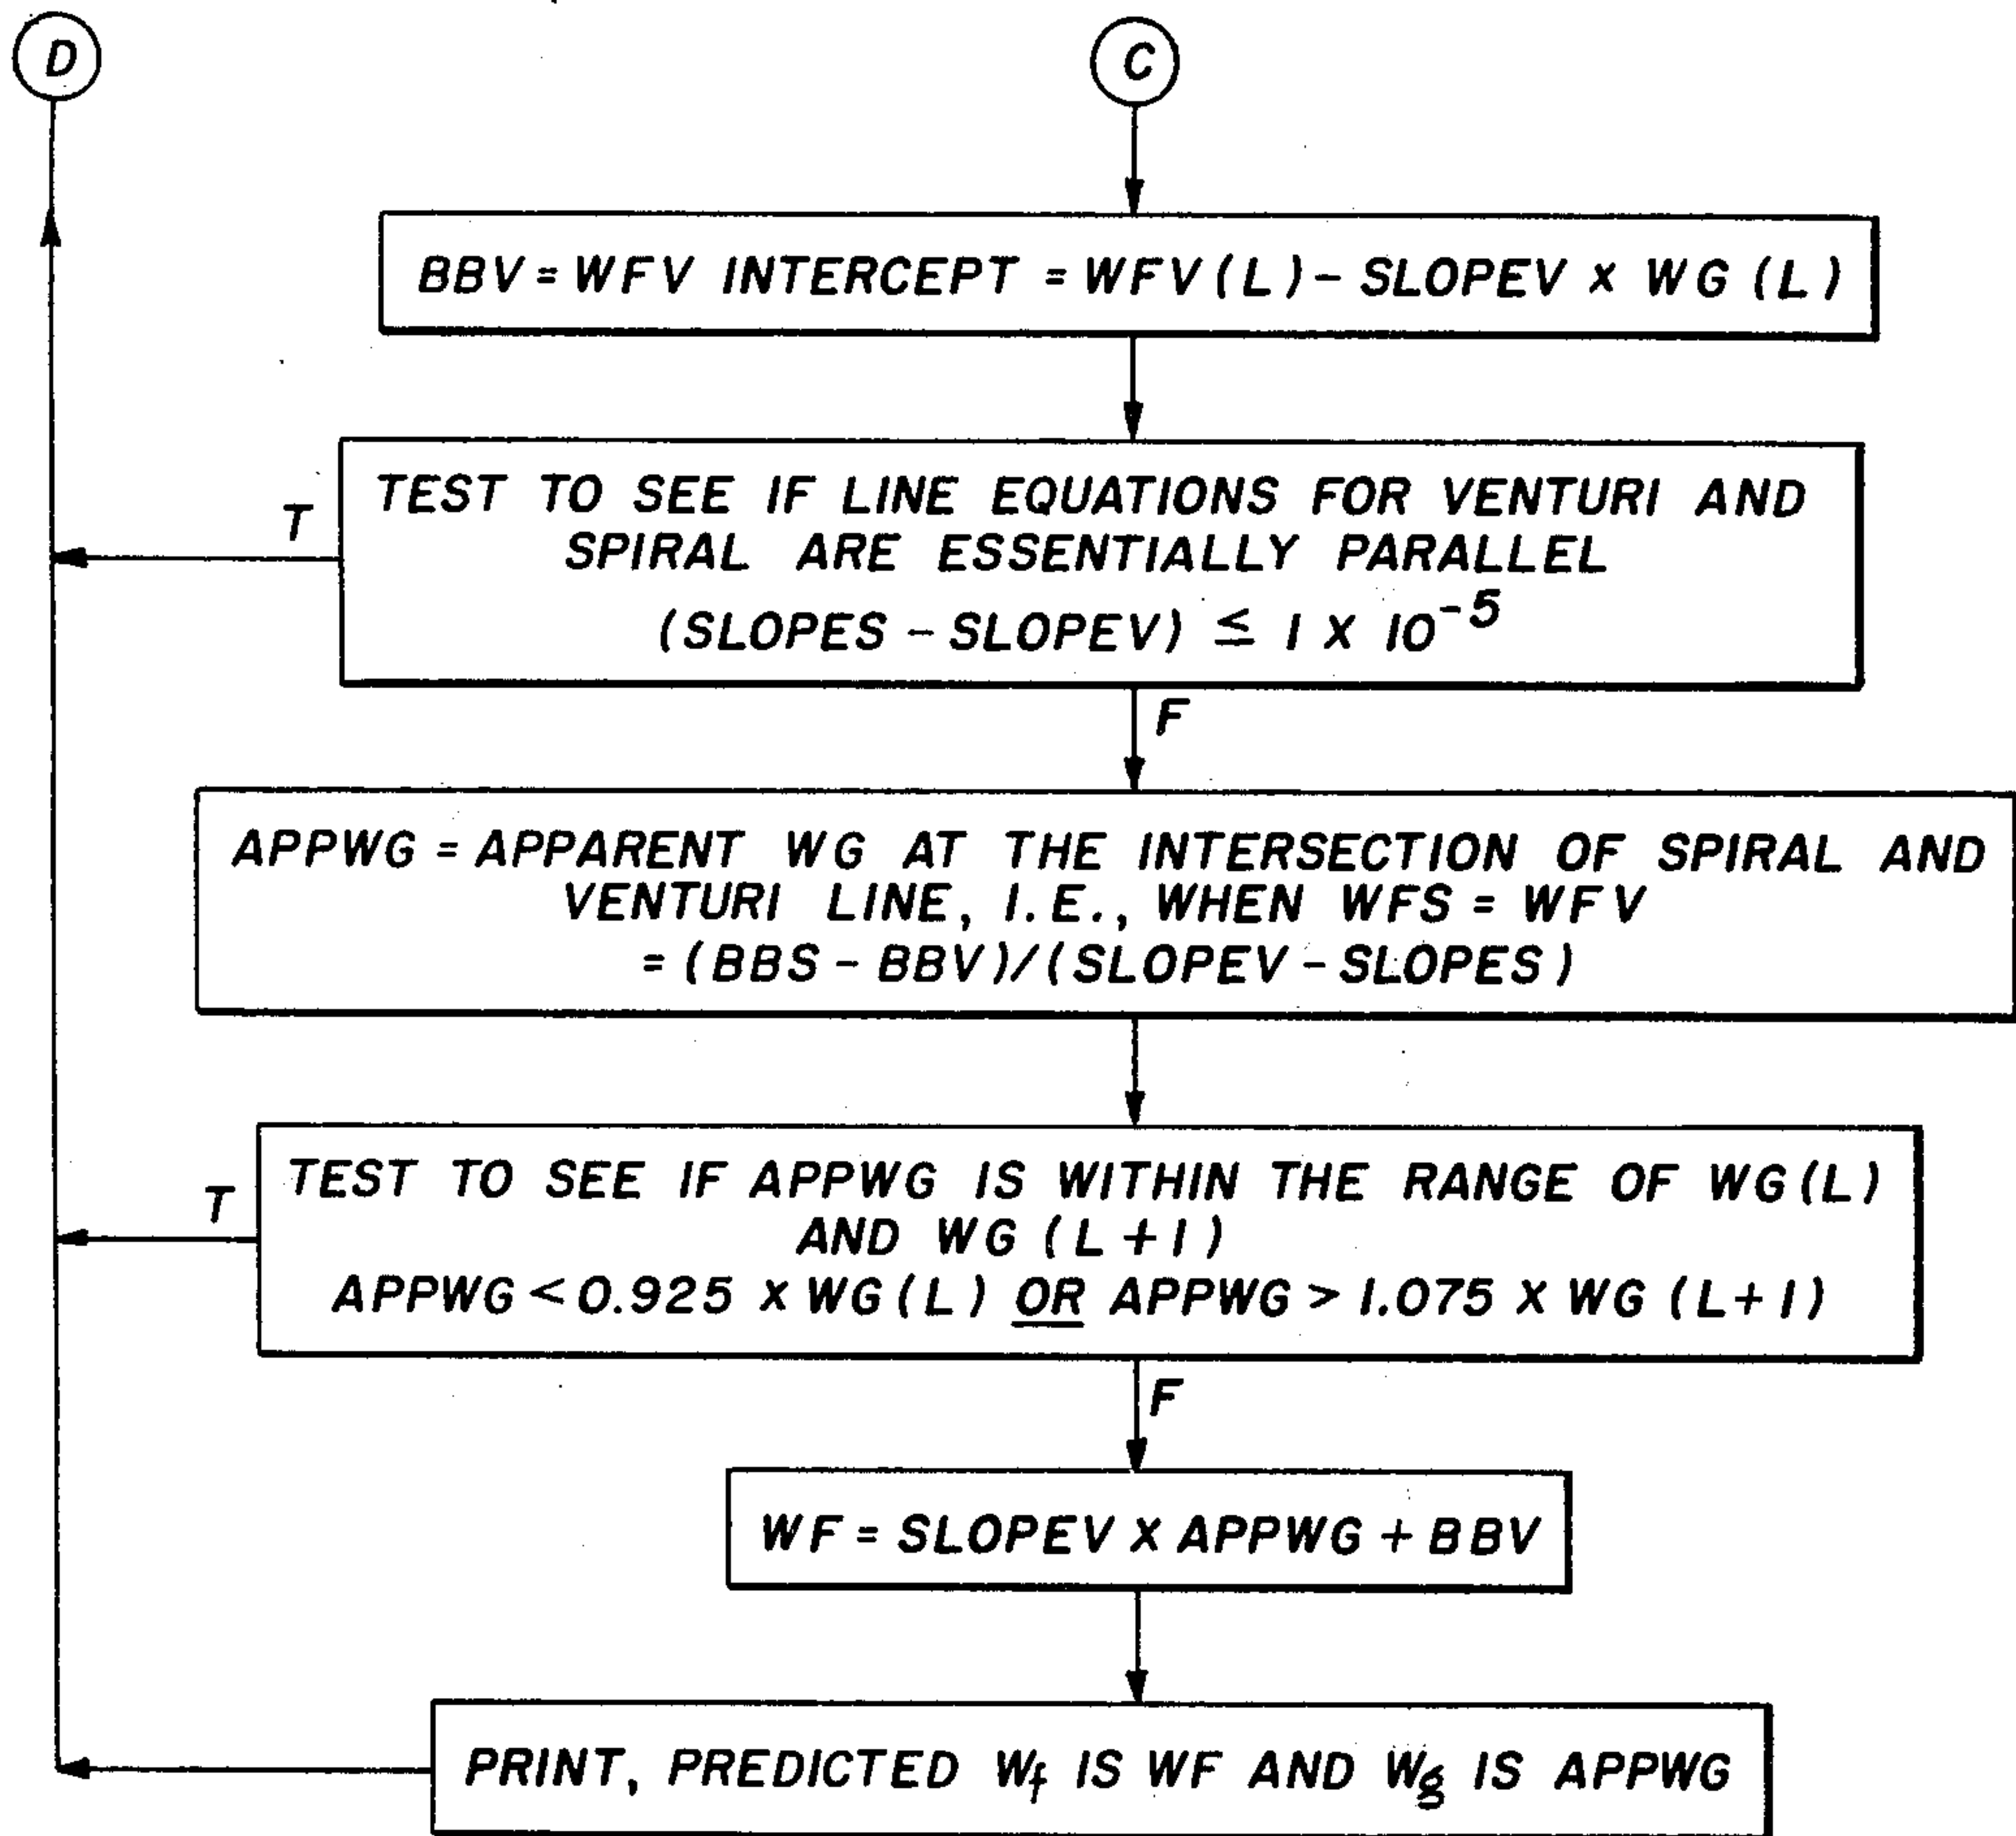 D
C
BBV = WFV INTERCEPT = WFV (L) - SLOPEV x WG (L)
TEST TO SEE IF LINE EQUATIONS FOR VENTURI AND
SPIRAL ARE ESSENTIALLY PARALLEL
(SLOPES - SLOPEV) ≤ 1 X 10⁻⁵
T
F
APPWG = APPARENT WG AT THE INTERSECTION OF SPIRAL AND
VENTURI LINE, I.E., WHEN WFS = WFV
= (BBS - BBV)/(SLOPEV - SLOPES)
TEST TO SEE IF APPWG IS WITHIN THE RANGE OF WG(L)
AND WG (L+1)
APPWG < 0.925 x WG(L) OR APPWG > 1.075 X WG (L+1)
T
F
WF = SLOPEV X APPWG + BBV
PRINT, PREDICTED Wf IS WF AND Wg IS APPWG